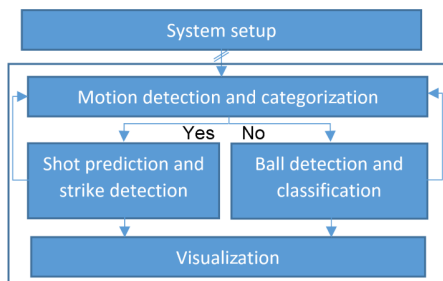 System setup
Motion detection and categorization
Yes No
Shot prediction and
strike detection
Ball detection and
classification
Visualization